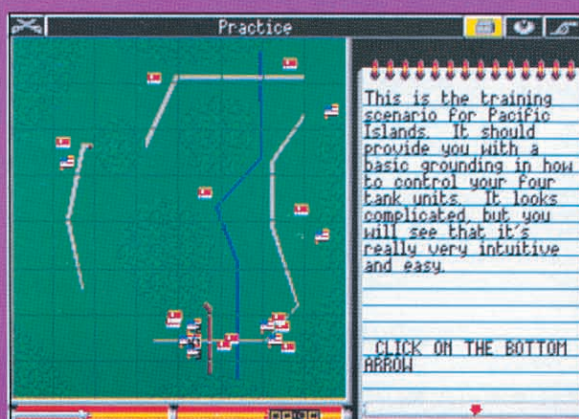 Practice
This is the training
scenario for Pacific
Islands. It should
provide you with a
basic grounding in how
to control your four
tank units. It looks
complicated, but you
will see that it's
really very intuitive
and easy.
CLICK ON THE BOTTOM
ARROW